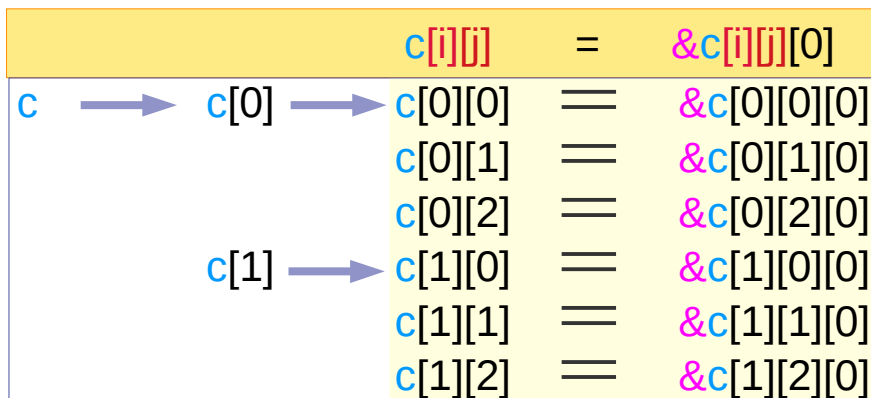 c[i][j] = &c[i][j][0]
c c[0] c[0][0] = &c[0][0][0]
c[0][1] = &c[0][1][0]
c[0][2] = &c[0][2][0]
c[1] c[1][0] = &c[1][0][0]
c[1][1] = &c[1][1][0]
c[1][2] = &c[1][2][0]